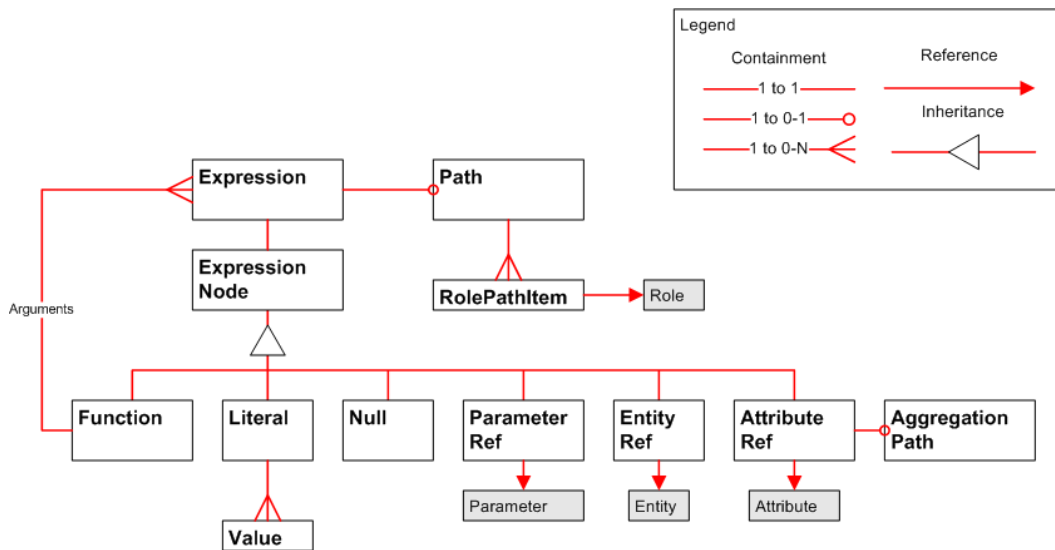 Legend
Containment
Reference
1 to 1
1 to 0-1
Inheritance
1 to 0-N
Expression
Path
Expression
Node
RolePathItem
Role
Arguments
Function
Literal
Null
Parameter
Ref
Entity
Ref
Attribute
Ref
Aggregation
Path
Parameter
Entity
Attribute
Value